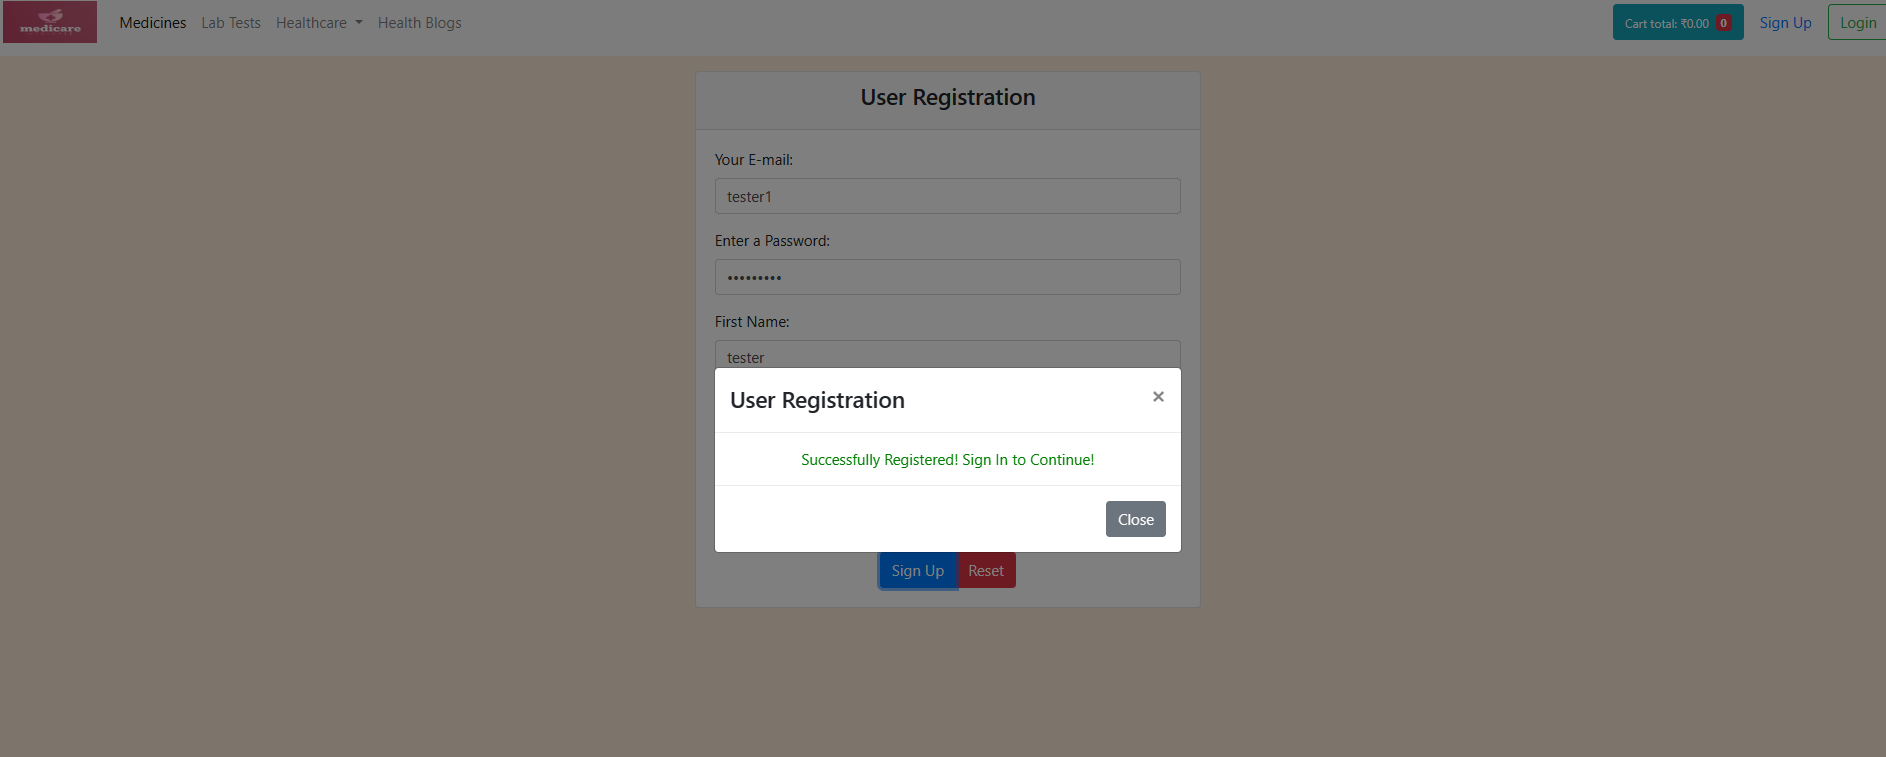 medicare
Medicines Lab Tests Healthcare Health Blogs
Cart total: ₹0.00 0 Sign Up Login
User Registration
Your E-mail:
tester1
Enter a Password:
•••••••••
First Name:
tester
User Registration ×
Successfully Registered! Sign In to Continue!
Close
Sign Up Reset